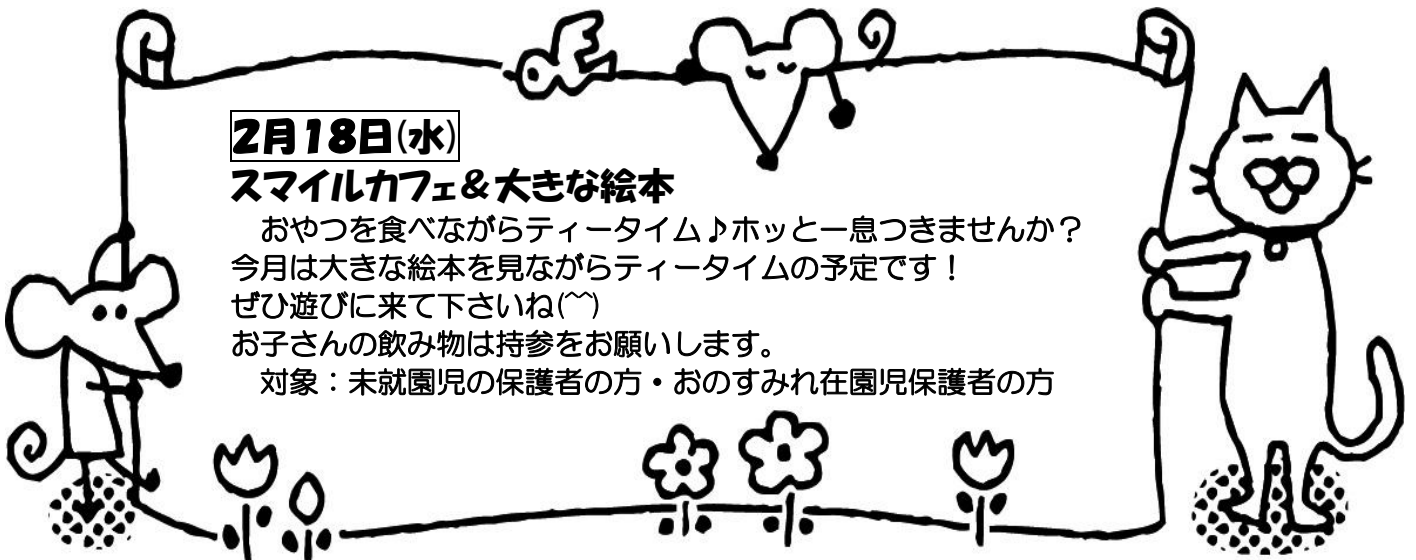 2月18日(水)
スマイルカフェ&大きな絵本
　おやつを食べながらティータイム♪ホッと一息つきませんか？
今月は大きな絵本を見ながらティータイムの予定です！
ぜひ遊びに来て下さいね(^^)
お子さんの飲み物は持参をお願いします。
　対象：未就園児の保護者の方・おのすみれ在園児保護者の方